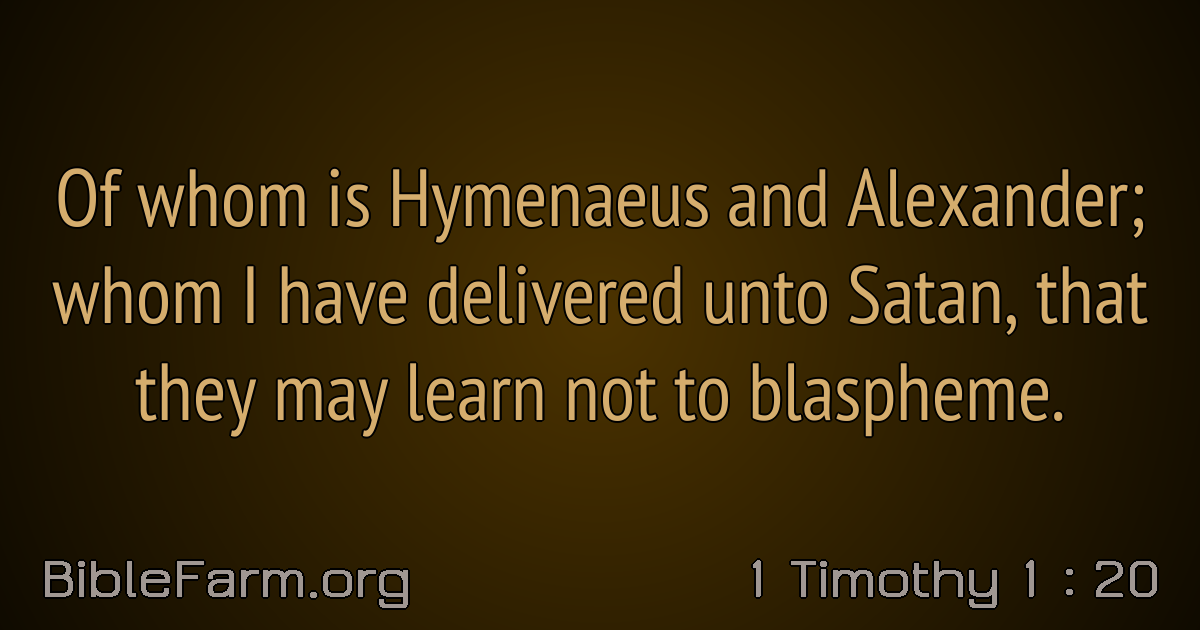 Of whom is Hymenaeus and Alexander;
whom I have delivered unto Satan, that
they may learn not to blaspheme.
BibleFarm.org
1 Timothy 1 : 20